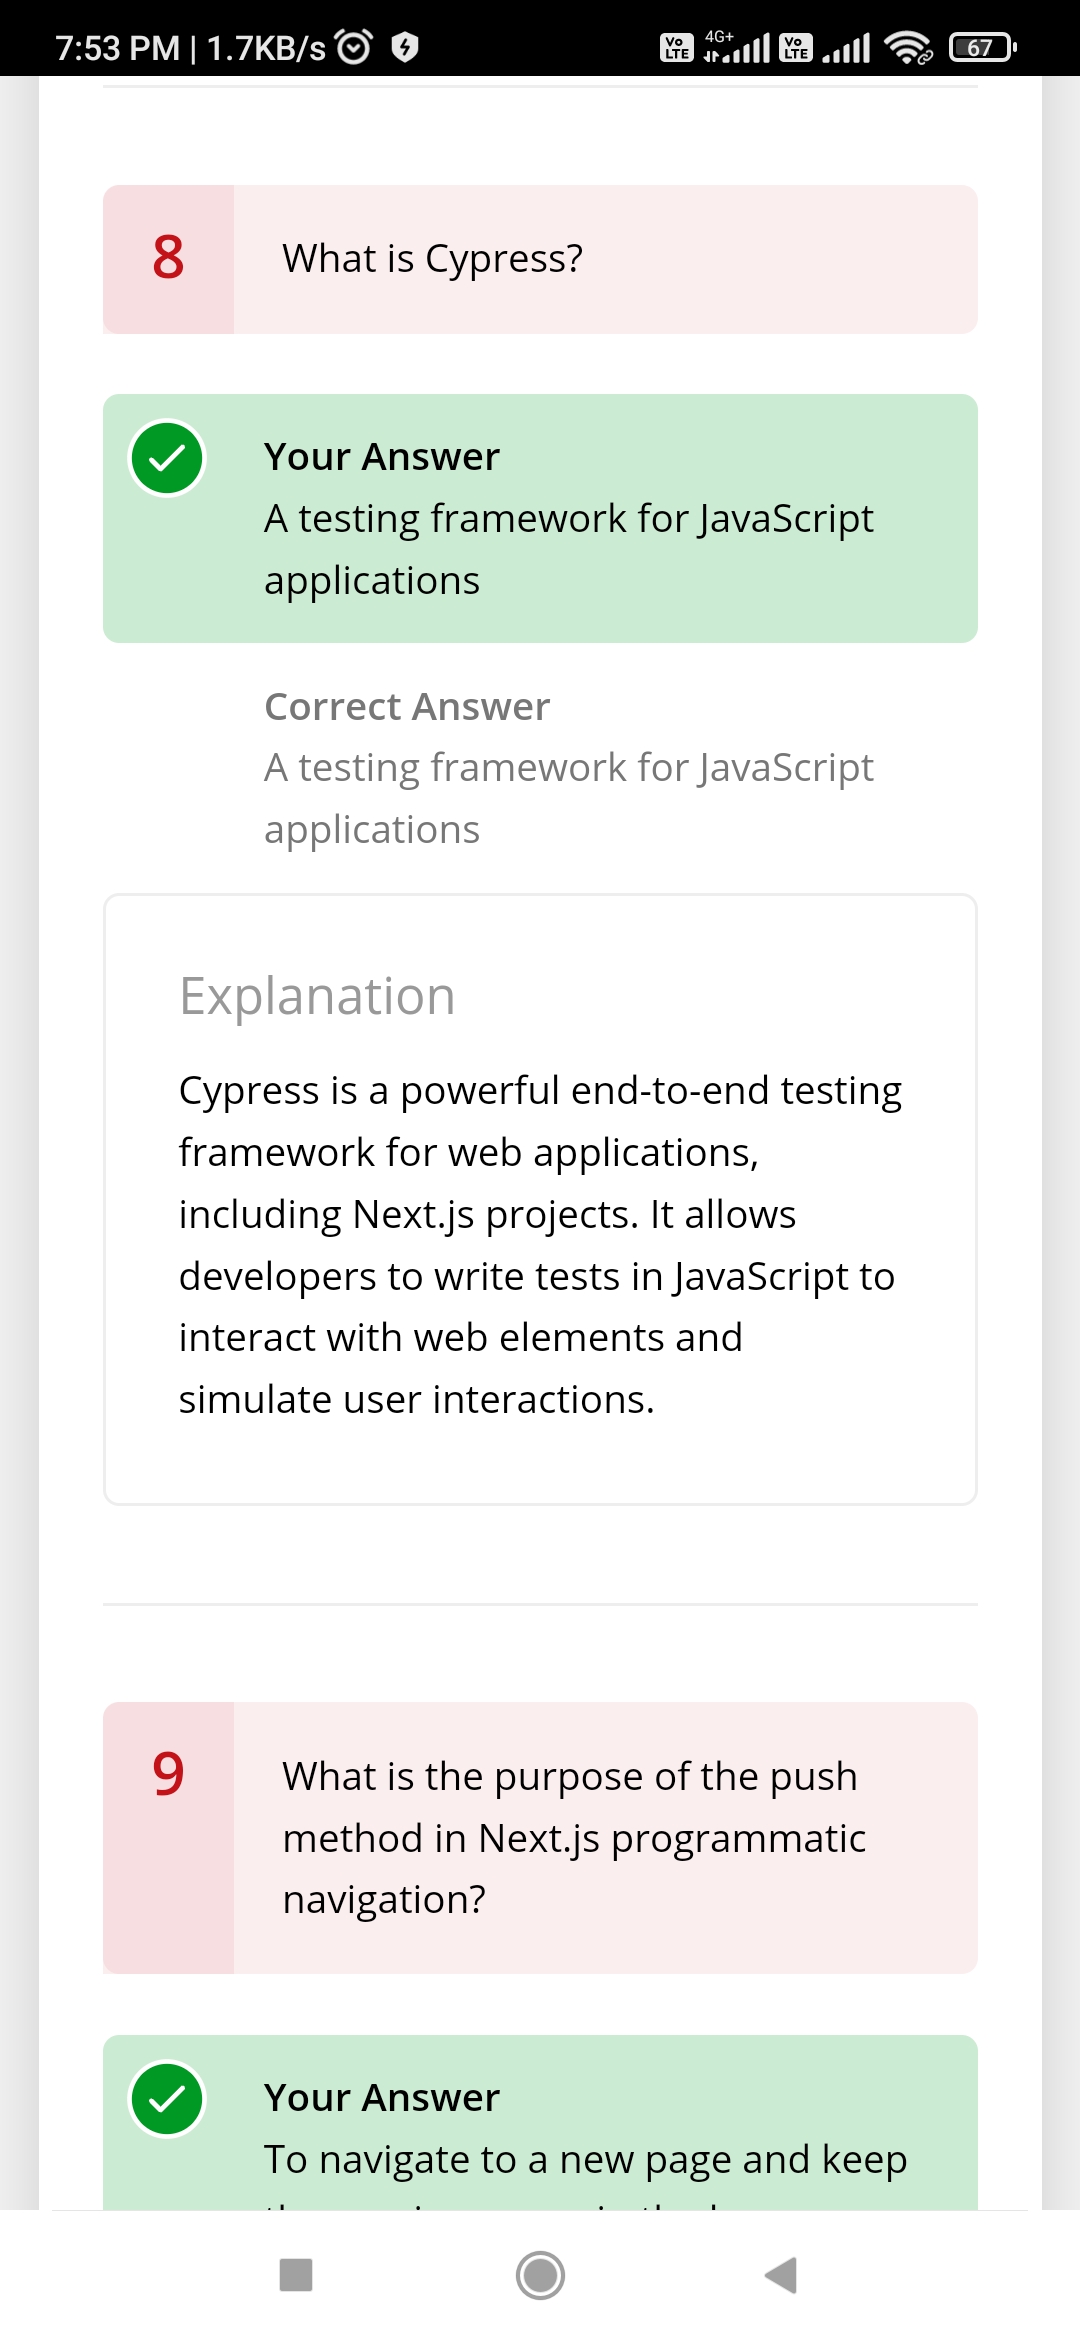 7:53 PM | 1.7KB/s
Vo LTE 4G+ Vo LTE 67
8
What is Cypress?
Your Answer
A testing framework for JavaScript
applications
Correct Answer
A testing framework for JavaScript
applications
Explanation
Cypress is a powerful end-to-end testing
framework for web applications,
including Next.js projects. It allows
developers to write tests in JavaScript to
interact with web elements and
simulate user interactions.
9
What is the purpose of the push
method in Next.js programmatic
navigation?
Your Answer
To navigate to a new page and keep